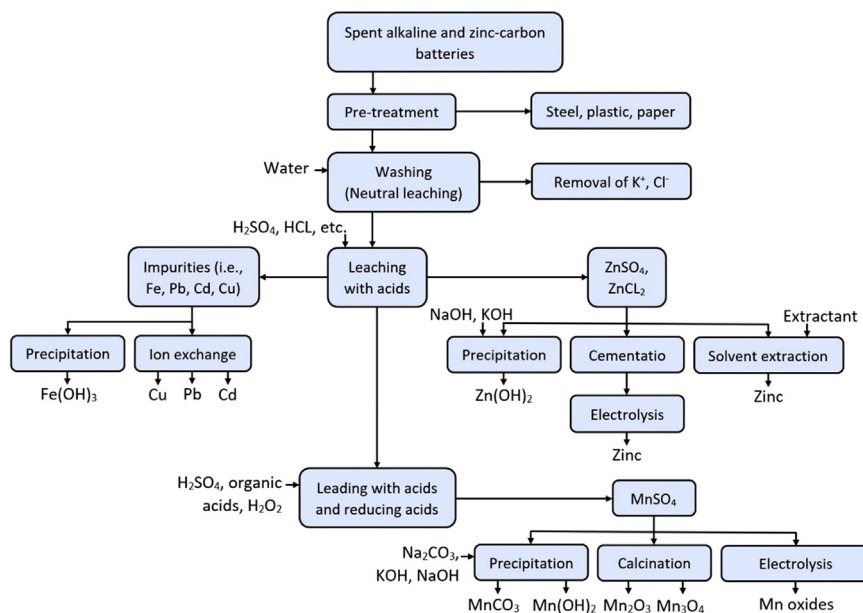 Spent alkaline and zinc-carbon
batteries
Pre-treatment
Steel, plastic, paper
Water
Washing
(Neutral leaching)
Removal of K⁺, Cl⁻
H₂SO₄, HCL, etc.
Impurities (i.e.,
Fe, Pb, Cd, Cu)
Leaching
with acids
ZnSO₄,
ZnCL₂
NaOH, KOH
Extractant
Precipitation
Ion exchange
Precipitation
Cementatio
Solvent extraction
Fe(OH)₃
Cu
Pb
Cd
Zn(OH)₂
Zinc
Electrolysis
Zinc
H₂SO₄, organic
acids, H₂O₂
Leading with acids
and reducing acids
MnSO₄
Na₂CO₃,
KOH, NaOH
Precipitation
Calcination
Electrolysis
MnCO₃
Mn(OH)₂
Mn₂O₃
Mn₃O₄
Mn oxides